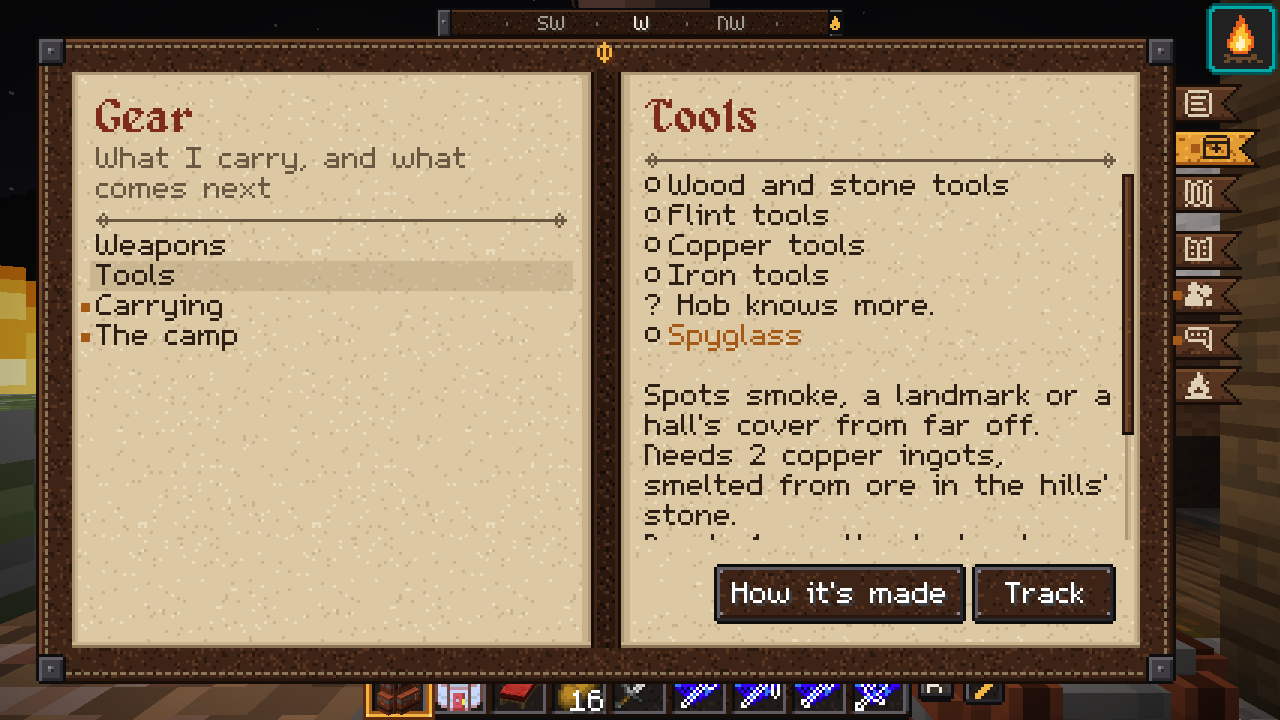 SW W NW
Gear
What I carry, and what
comes next
Weapons
Tools
Carrying
The camp
Tools
Wood and stone tools
Flint tools
Copper tools
Iron tools
? Hob knows more.
Spyglass
Spots smoke, a landmark or a
hall's cover from far off.
Needs 2 copper ingots,
smelted from ore in the hills'
stone.
How it's made
Track
16